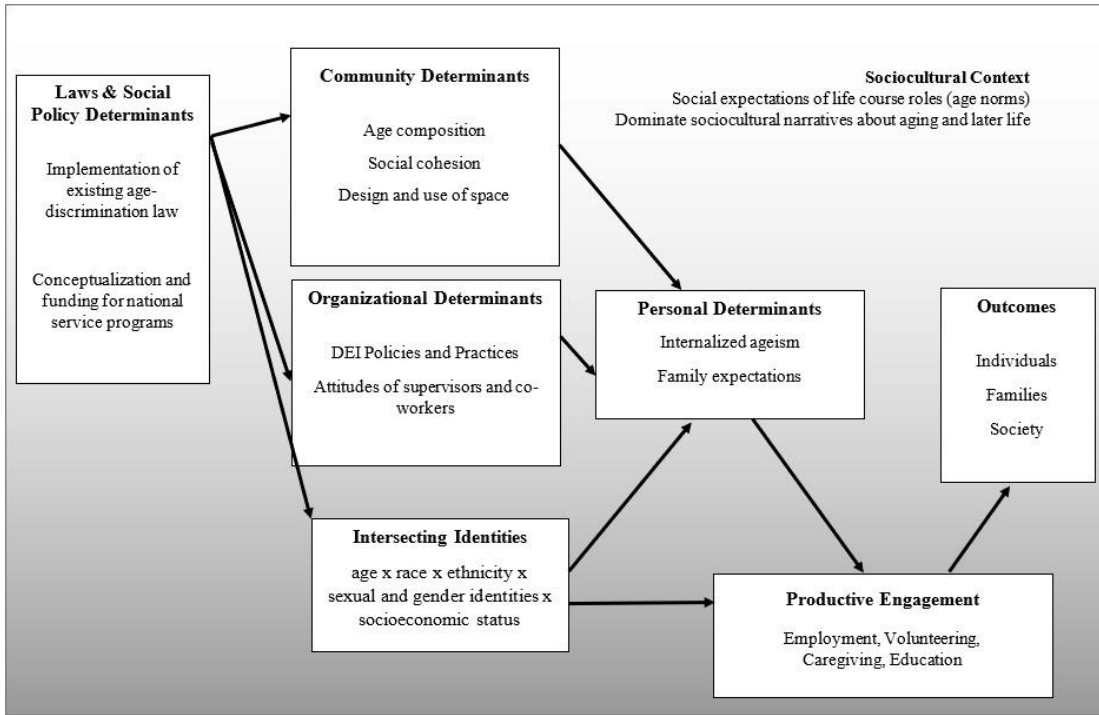 Laws & Social
Policy Determinants
Implementation of
existing age-
discrimination law
Conceptualization and
funding for national
service programs
Community Determinants
Age composition
Social cohesion
Design and use of space
Sociocultural Context
Social expectations of life course roles (age norms)
Dominate sociocultural narratives about aging and later life
Organizational Determinants
DEI Policies and Practices
Attitudes of supervisors and co-
workers
Personal Determinants
Internalized ageism
Family expectations
Outcomes
Individuals
Families
Society
Intersecting Identities
age x race x ethnicity x
sexual and gender identities x
socioeconomic status
Productive Engagement
Employment, Volunteering,
Caregiving, Education